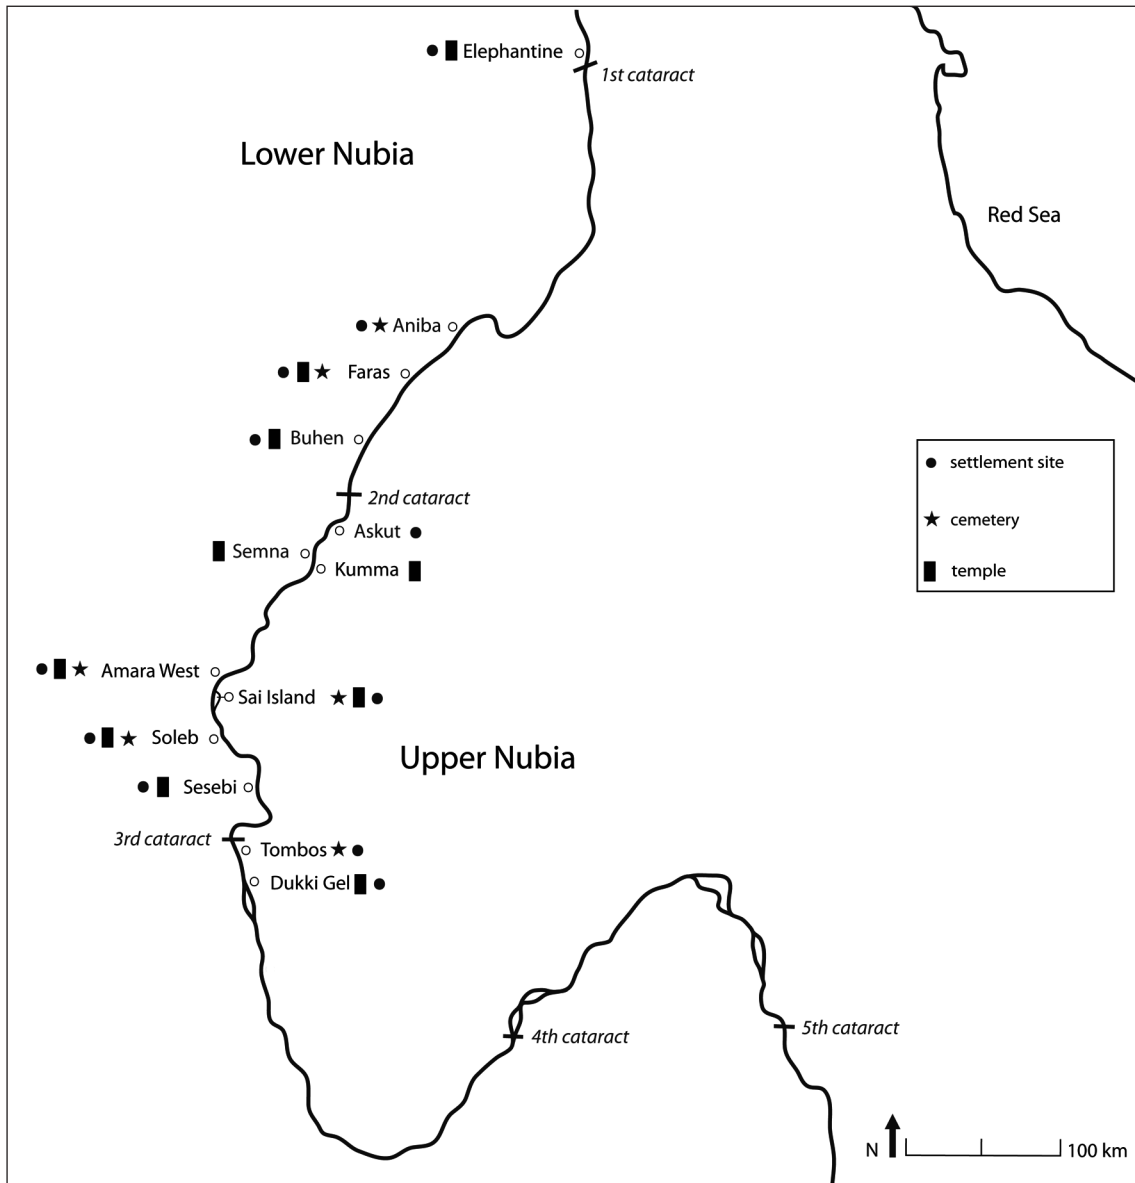 Elephantine
1st cataract
Lower Nubia
Red Sea
Aniba
Faras
Buhen
settlement site
2nd cataract
cemetery
Askut
Semna
Kumma
temple
Amara West
Sai Island
Soleb
Upper Nubia
Sesebi
3rd cataract
Tombos
Dukki Gel
5th cataract
4th cataract
N
100 km